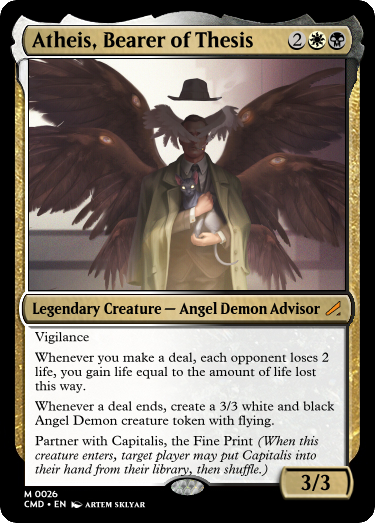 Atheis, Bearer of Thesis 2
Legendary Creature — Angel Demon Advisor
Vigilance
Whenever you make a deal, each opponent loses 2
life, you gain life equal to the amount of life lost
this way.
Whenever a deal ends, create a 3/3 white and black
Angel Demon creature token with flying.
Partner with Capitalis, the Fine Print (When this
creature enters, target player may put Capitalis into
their hand from their library, then shuffle.)
3/3
M 0026
CMD • EN ARTEM SKLYAR